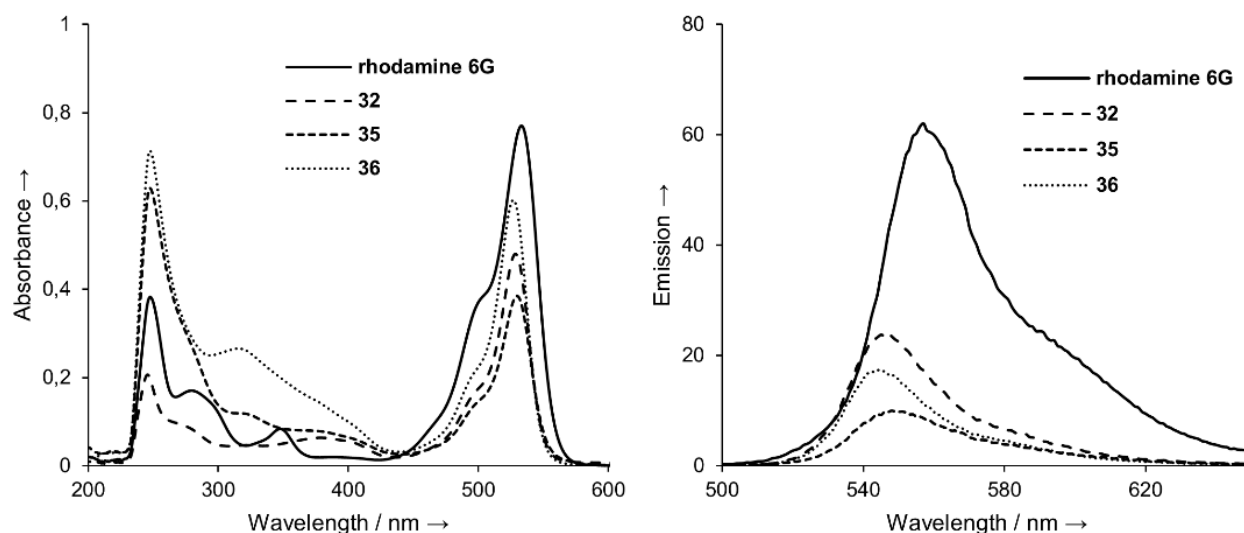 1
0,8
0,6
0,4
0,2
0
Absorbance →
200 300 400 500 600
Wavelength / nm →
rhodamine 6G
32
35
36
80
60
40
20
0
Emission →
500 540 580 620
Wavelength / nm →
rhodamine 6G
32
35
36